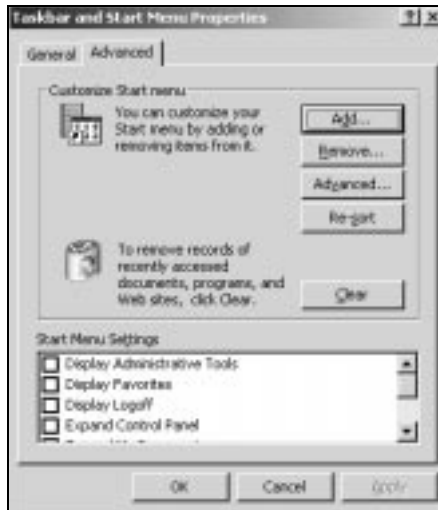 Taskbar and Start Menu Properties
General Advanced
Customize Start menu
You can customize your
Start menu by adding or
removing items from it.
Add...
Remove...
Advanced...
Re-sort
To remove records of
recently accessed
documents, programs, and
Web sites, click Clear.
Clear
Start Menu Settings
Display Administrative Tools
Display Favorites
Display Logoff
Expand Control Panel
OK Cancel Apply